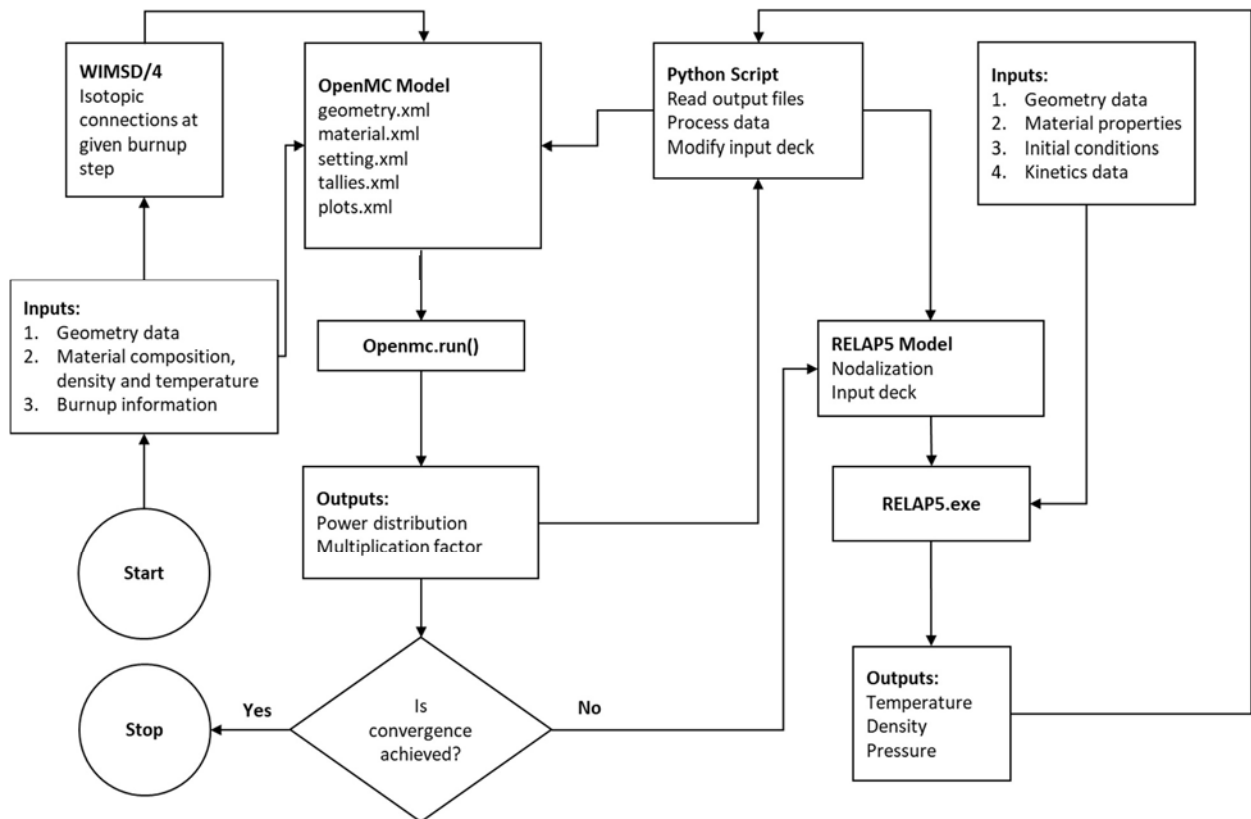 WIMSD/4
Isotopic
connections at
given burnup
step
OpenMC Model
geometry.xml
material.xml
setting.xml
tallies.xml
plots.xml
Python Script
Read output files
Process data
Modify input deck
Inputs:
1. Geometry data
2. Material properties
3. Initial conditions
4. Kinetics data
Inputs:
1. Geometry data
2. Material composition,
density and temperature
3. Burnup information
Openmc.run()
RELAP5 Model
Nodalization
Input deck
Outputs:
Power distribution
Multiplication factor
RELAP5.exe
Start
Stop
Yes
Is
convergence
achieved?
No
Outputs:
Temperature
Density
Pressure